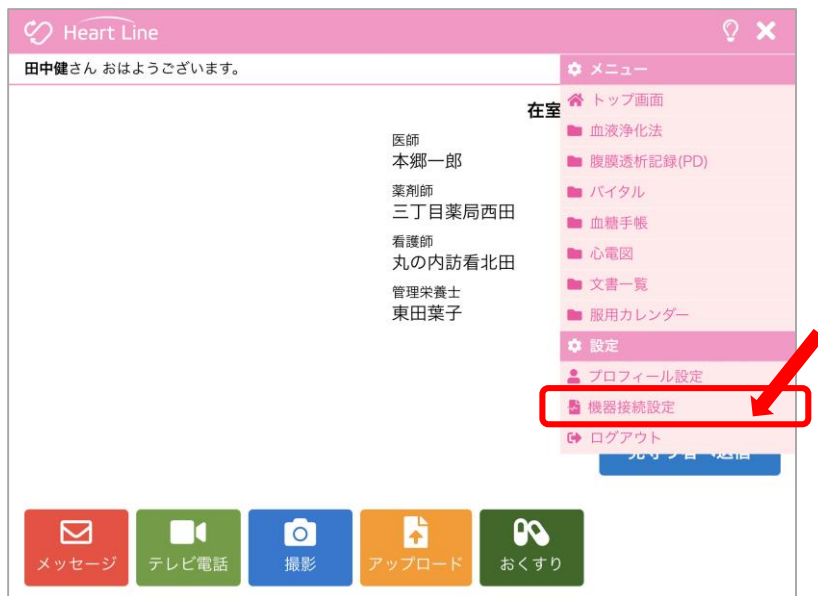 Heart Line
田中健さん おはようございます。
メニュー
トップ画面
血液浄化法
腹膜透析記録(PD)
バイタル
血糖手帳
心電図
文書一覧
服用カレンダー
設定
プロフィール設定
機器接続設定
ログアウト
在室
医師
本郷一郎
薬剤師
三丁目薬局西田
看護師
丸の内訪看北田
管理栄養士
東田葉子
メッセージ
テレビ電話
撮影
アップロード
おくすり